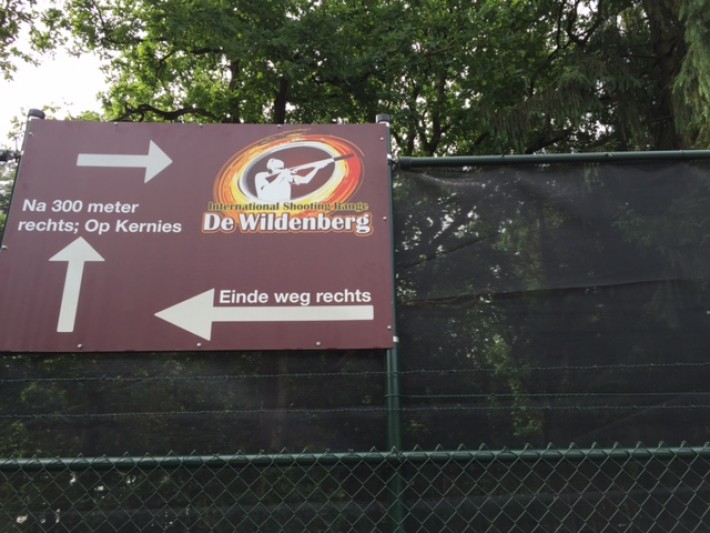 Na 300 meter
rechts; Op Kernies
International Shooting-Range
De Wildenberg
Einde weg rechts